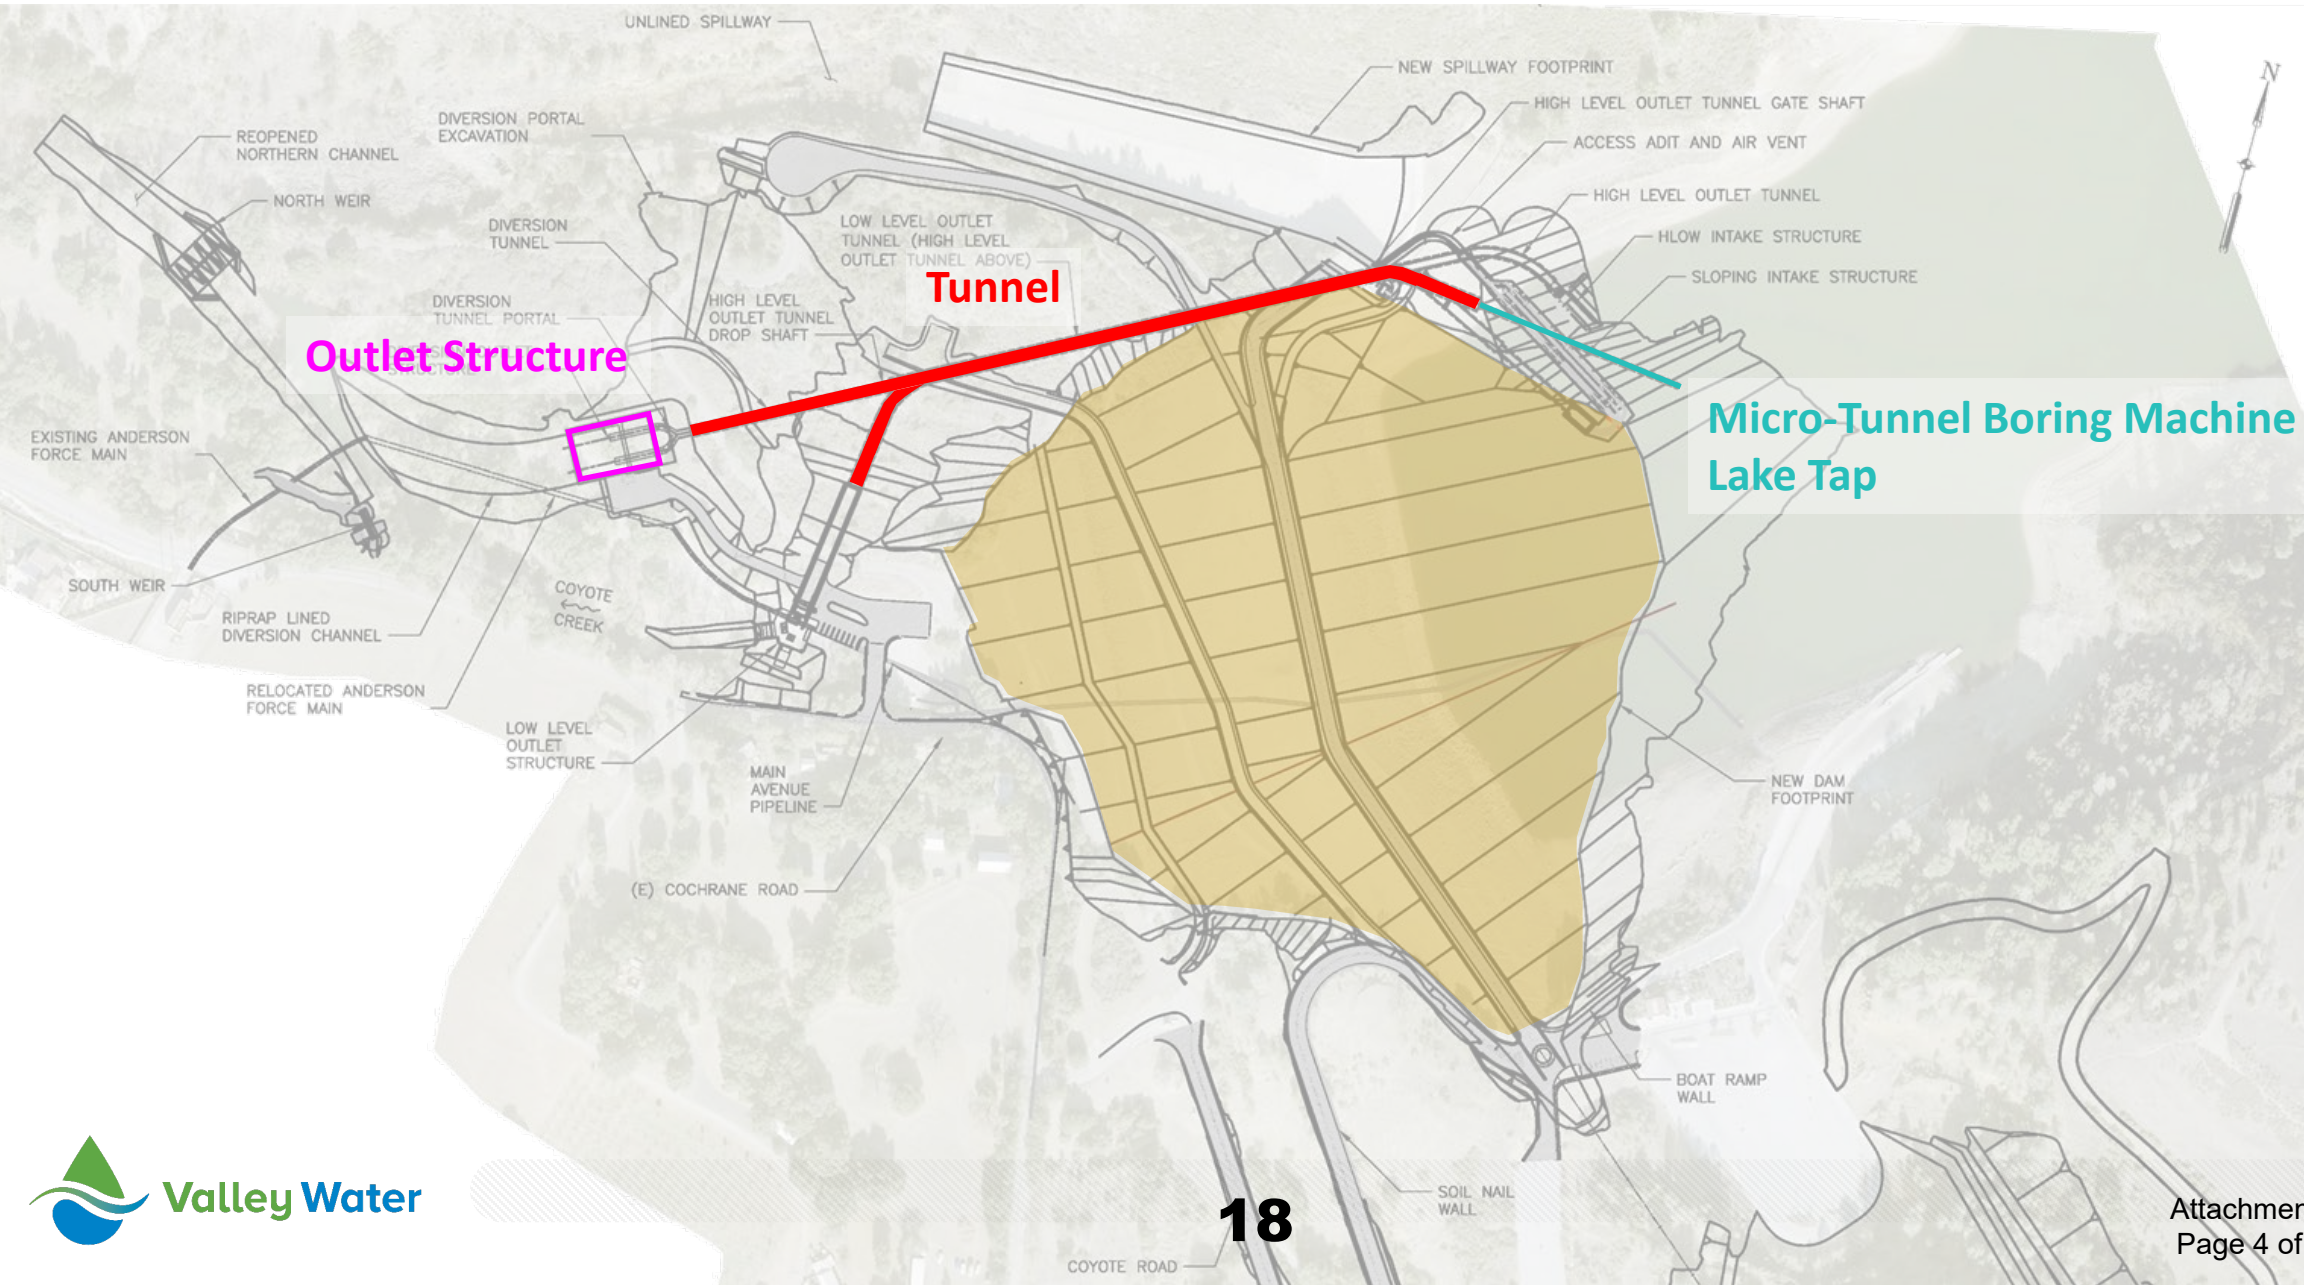 UNLINED SPILLWAY
NEW SPILLWAY FOOTPRINT
N
HIGH LEVEL OUTLET TUNNEL GATE SHAFT
DIVERSION PORTAL
EXCAVATION
REOPENED
NORTHERN CHANNEL
ACCESS ADIT AND AIR VENT
NORTH WEIR
HIGH LEVEL OUTLET TUNNEL
DIVERSION
TUNNEL
LOW LEVEL OUTLET
TUNNEL (HIGH LEVEL
OUTLET TUNNEL ABOVE)
HLOW INTAKE STRUCTURE
SLOPING INTAKE STRUCTURE
Tunnel
DIVERSION
TUNNEL PORTAL
HIGH LEVEL
OUTLET TUNNEL
DROP SHAFT
Outlet Structure
Micro-Tunnel Boring Machine
Lake Tap
EXISTING ANDERSON
FORCE MAIN
SOUTH WEIR
COYOTE
CREEK
RIPRAP LINED
DIVERSION CHANNEL
RELOCATED ANDERSON
FORCE MAIN
LOW LEVEL
OUTLET
STRUCTURE
MAIN
AVENUE
PIPELINE
NEW DAM
FOOTPRINT
(E) COCHRANE ROAD
BOAT RAMP
WALL
SOIL NAIL
WALL
Valley Water
18
COYOTE ROAD
Page 4 of